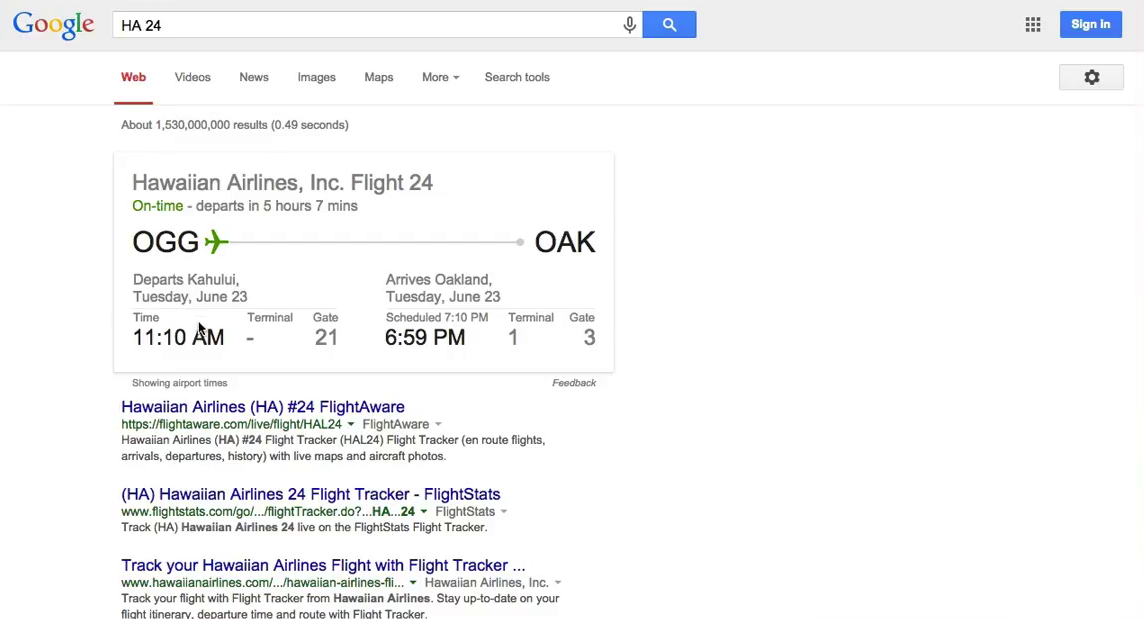 Google HA 24 Sign in
Web Videos News Images Maps More Search tools
About 1,530,000,000 results (0.49 seconds)
Hawaiian Airlines, Inc. Flight 24
On-time - departs in 5 hours 7 mins
OGG OAK
Departs Kahului, Arrives Oakland,
Tuesday, June 23 Tuesday, June 23
Time Terminal Gate Scheduled 7:10 PM Terminal Gate
11:10 AM - 21 6:59 PM 1 3
Showing airport times Feedback
Hawaiian Airlines (HA) #24 FlightAware
https://flightaware.com/live/flight/HAL24 FlightAware
Hawaiian Airlines (HA) #24 Flight Tracker (HAL24) Flight Tracker (en route flights,
arrivals, departures, history) with live maps and aircraft photos.
(HA) Hawaiian Airlines 24 Flight Tracker - FlightStats
www.flightstats.com/go/.../flightTracker.do?...HA...24 FlightStats
Track (HA) Hawaiian Airlines 24 live on the FlightStats Flight Tracker.
Track your Hawaiian Airlines Flight with Flight Tracker ...
www.hawaiianairlines.com/.../hawaiian-airlines-fli... Hawaiian Airlines, Inc.
Track your flight with Flight Tracker from Hawaiian Airlines. Stay up-to-date on your
flight itinerary, departure time and route with Flight Tracker.